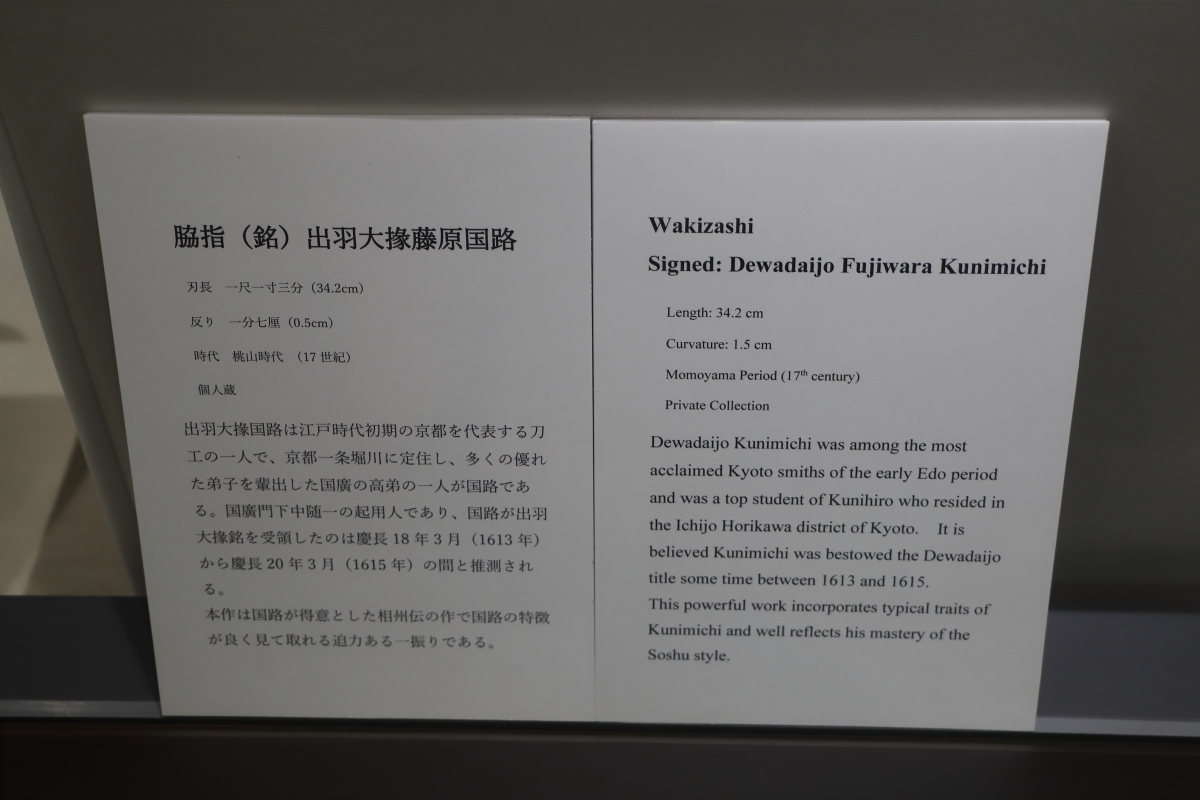 脇指（銘）出羽大掾藤原国路
刃長　一尺一寸三分（34.2cm）
反り　一分七厘（0.5cm）
時代　桃山時代　（17 世紀）
個人蔵
出羽大掾国路は江戸時代初期の京都を代表する刀
工の一人で、京都一条堀川に定住し、多くの優れ
た弟子を輩出した国廣の高弟の一人が国路であ
る。国廣門下中随一の起用人であり、国路が出羽
大掾銘を受領したのは慶長 18 年 3 月（1613 年）
から慶長 20 年 3 月（1615 年）の間と推測され
る。
本作は国路が得意とした相州伝の作で国路の特徴
が良く見て取れる迫力ある一振りである。
Wakizashi
Signed: Dewadaijo Fujiwara Kunimichi
Length: 34.2 cm
Curvature: 1.5 cm
Momoyama Period (17th century)
Private Collection
Dewadaijo Kunimichi was among the most
acclaimed Kyoto smiths of the early Edo period
and was a top student of Kunihiro who resided in
the Ichijo Horikawa district of Kyoto.　It is
believed Kunimichi was bestowed the Dewadaijo
title some time between 1613 and 1615.
This powerful work incorporates typical traits of
Kunimichi and well reflects his mastery of the
Soshu style.